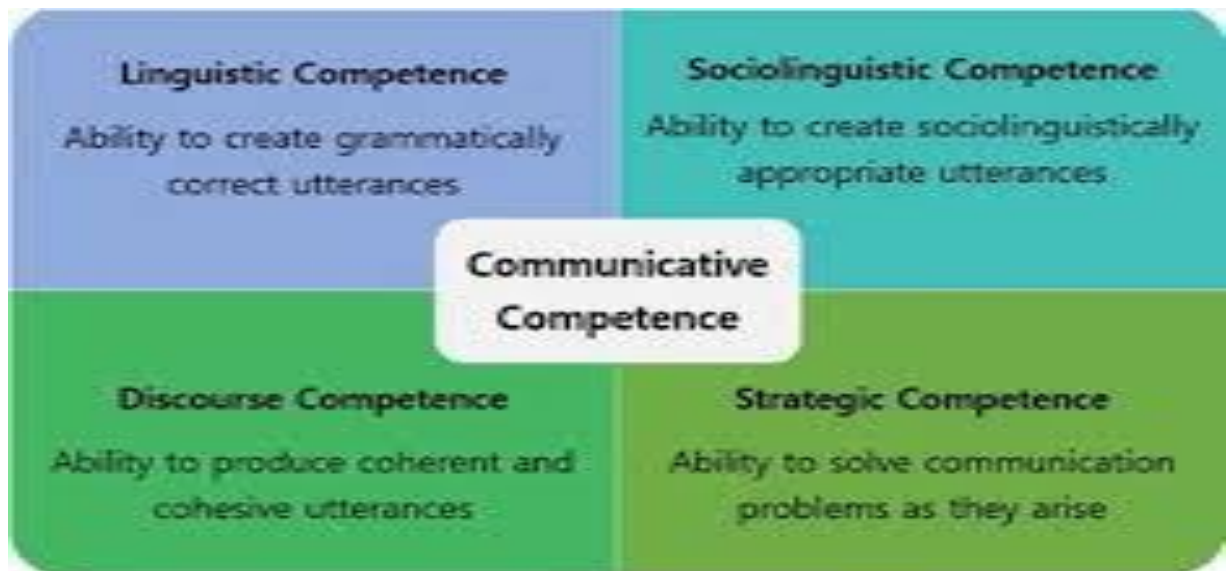 Linguistic Competence
Ability to create grammatically
correct utterances
Sociolinguistic Competence
Ability to create sociolinguistically
appropriate utterances
Communicative
Competence
Discourse Competence
Ability to produce coherent and
cohesive utterances
Strategic Competence
Ability to solve communication
problems as they arise